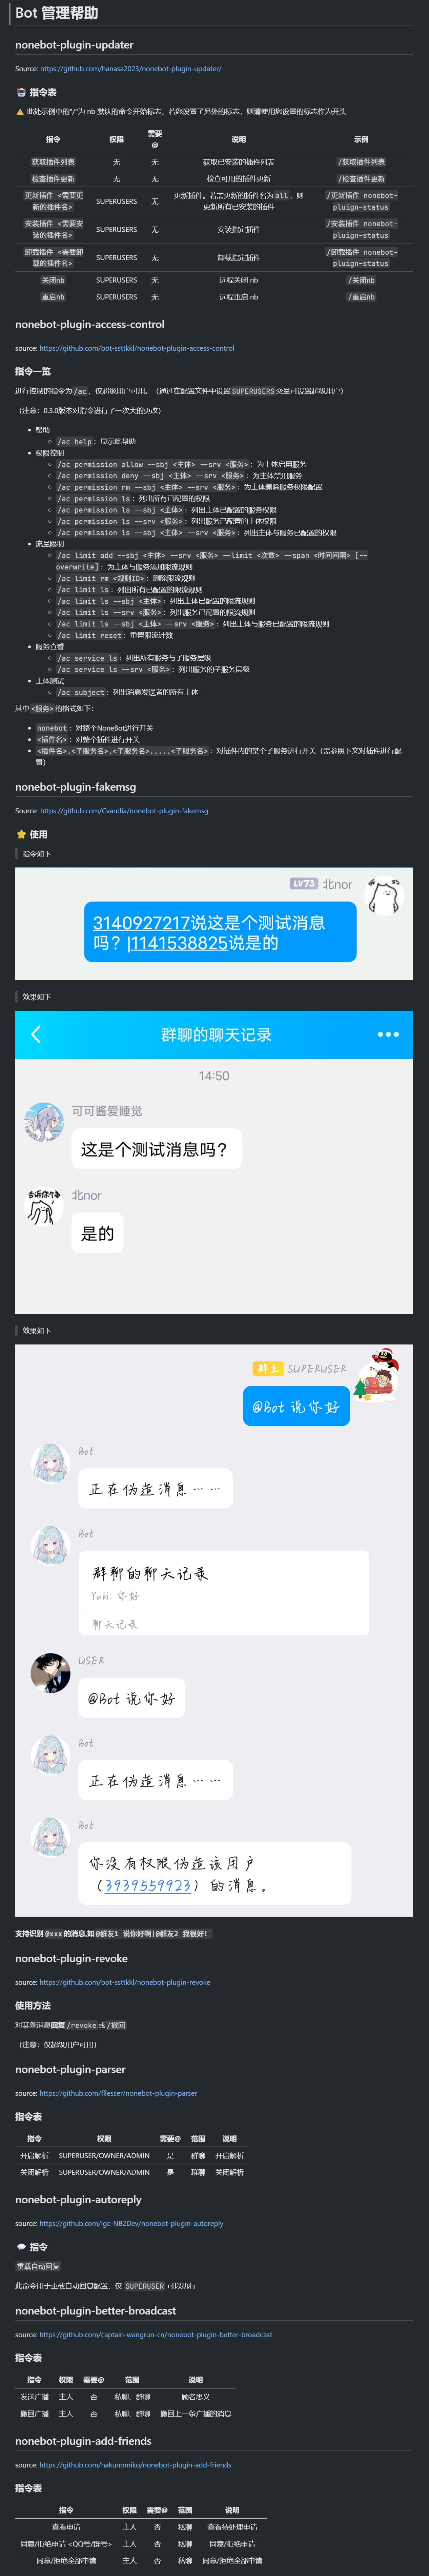 Bot 管理帮助
nonebot-plugin-updater
Source: https://github.com/hanasa2023/nonebot-plugin-updater/
指令表
⚠️ 此处示例中的"/"为 nb 默认的命令开始标志，若您设置了另外的标志，则请使用您设置的标志作为开头
指令 权限 需要@ 说明 示例
获取插件列表 无 无 获取已安装的插件列表 /获取插件列表
检查插件更新 无 无 检查可用的插件更新 /检查插件更新
更新插件 <需要更新的插件名> SUPERUSERS 无 更新插件。若需更新的插件名为all，则更新所有已安装的插件 /更新插件 nonebot-pluign-status
安装插件 <需要安装的插件名> SUPERUSERS 无 安装指定插件 /安装插件 nonebot-pluign-status
卸载插件 <需要卸载的插件名> SUPERUSERS 无 卸载指定插件 /卸载插件 nonebot-pluign-status
关闭nb SUPERUSERS 无 远程关闭 nb /关闭nb
重启nb SUPERUSERS 无 远程重启 nb /重启nb
nonebot-plugin-access-control
source: https://github.com/bot-ssttkkl/nonebot-plugin-access-control
指令一览
进行控制的指令为/ac，仅超级用户可用。（通过在配置文件中设置SUPERUSERS变量可设置超级用户）
（注意：0.3.0版本对指令进行了一次大的更改）
帮助
/ac help：显示此帮助
权限控制
/ac permission allow --sbj <主体> --srv <服务>：为主体启用服务
/ac permission deny --sbj <主体> --srv <服务>：为主体禁用服务
/ac permission rm --sbj <主体> --srv <服务>：为主体删除服务权限配置
/ac permission ls：列出所有已配置的权限
/ac permission ls --sbj <主体>：列出主体已配置的服务权限
/ac permission ls --srv <服务>：列出服务已配置的主体权限
/ac permission ls --sbj <主体> --srv <服务>：列出主体与服务已配置的权限
流量限制
/ac limit add --sbj <主体> --srv <服务> --limit <次数> --span <时间间隔> [--
overwrite]：为主体与服务添加限流规则
/ac limit rm <规则ID>：删除限流规则
/ac limit ls：列出所有已配置的限流规则
/ac limit ls --sbj <主体>：列出主体已配置的限流规则
/ac limit ls --srv <服务>：列出服务已配置的限流规则
/ac limit ls --sbj <主体> --srv <服务>：列出主体与服务已配置的限流规则
/ac limit reset：重置限流计数
服务查看
/ac service ls：列出所有服务与子服务层级
/ac service ls --srv <服务>：列出服务的子服务层级
主体测试
/ac subject：列出消息发送者的所有主体
其中<服务>的格式如下：
nonebot：对整个NoneBot进行开关
<插件名>：对整个插件进行开关
<插件名>.<子服务名>.<子服务名>.....<子服务名>：对插件内的某个子服务进行开关（需参照下文对插件进行配
置）
nonebot-plugin-fakemsg
Source: https://github.com/Cvandia/nonebot-plugin-fakemsg
⭐ 使用
指令如下
LV73 北nor
3140927217说这是个测试消息
吗？|1141538825说是的
效果如下
群聊的聊天记录
14:50
可可酱爱睡觉
这是个测试消息吗？
告诉你个事
北nor
是的
效果如下
群主 SUPERUSER
@Bot 说你好
Bot
正在伪造消息……
Bot
群聊的聊天记录
Yuki: 你好
聊天记录
USER
@Bot 说你好
Bot
正在伪造消息……
Bot
你没有权限伪造该用户
（3939559923）的消息。
支持识别@xxx的消息,如@群友1 说你好啊|@群友2 我很好!
nonebot-plugin-revoke
source: https://github.com/bot-ssttkkl/nonebot-plugin-revoke
使用方法
对某条消息回复/revoke或/撤回
（注意：仅超级用户可用）
nonebot-plugin-parser
source: https://github.com/fllesser/nonebot-plugin-parser
指令表
指令 权限 需要@ 范围 说明
开启解析 SUPERUSER/OWNER/ADMIN 是 群聊 开启解析
关闭解析 SUPERUSER/OWNER/ADMIN 是 群聊 关闭解析
nonebot-plugin-autoreply
source: https://github.com/lgc-NB2Dev/nonebot-plugin-autoreply
💬 指令
重载自动回复
此命令用于重载自动回复配置，仅 SUPERUSER 可以执行
nonebot-plugin-better-broadcast
source: https://github.com/captain-wangrun-cn/nonebot-plugin-better-broadcast
指令表
指令 权限 需要@ 范围 说明
发送广播 主人 否 私聊、群聊 顾名思义
撤回广播 主人 否 私聊、群聊 撤回上一条广播的消息
nonebot-plugin-add-friends
source: https://github.com/hakunomiko/nonebot-plugin-add-friends
指令表
指令 权限 需要@ 范围 说明
查看申请 主人 否 私聊 查看待处理申请
同意/拒绝申请 <QQ号/群号> 主人 否 私聊 同意/拒绝申请
同意/拒绝全部申请 主人 否 私聊 同意/拒绝全部申请